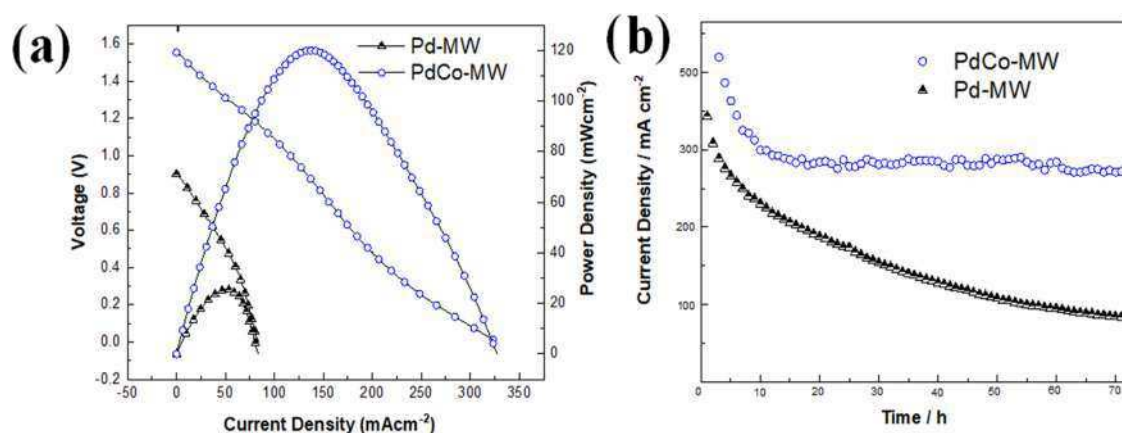 (a)
Pd-MW
PdCo-MW
Voltage (V)
1.6
1.4
1.2
1.0
0.8
0.6
0.4
0.2
0.0
-0.2
Power Density (mWcm-2)
120
100
80
60
40
20
0
-50 0 50 100 150 200 250 300 350
Current Density (mAcm-2)
(b)
PdCo-MW
Pd-MW
Current Density / mA cm-2
500
300
200
100
0 10 20 30 40 50 60 70
Time / h